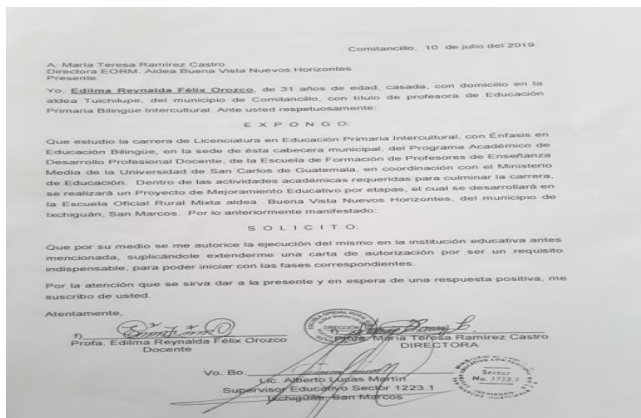 Comitancillo, 10 de julio del 2019.
A: María Teresa Ramírez Castro
Directora EORM. Aldea Buena Vista Nuevos Horizontes
Presente.
Yo, Edilma Reynalda Félix Orozco, de 31 años de edad, casada, con domicilio en la
aldea Tuichilupe, del municipio de Comitancillo, con título de profesora de Educación
Primaria Bilingüe Intercultural. Ante usted respetuosamente:
E X P O N G O:
Que estudio la carrera de Licenciatura en Educación Primaria Intercultural, con Énfasis en
Educación Bilingüe, en la sede de ésta cabecera municipal, del Programa Académico de
Desarrollo Profesional Docente, de la Escuela de Formación de Profesores de Enseñanza
Media de la Universidad de San Carlos de Guatemala, en coordinación con el Ministerio
de Educación. Dentro de las actividades académicas requeridas para culminar la carrera,
se realizará un Proyecto de Mejoramiento Educativo por etapas, el cual se desarrollará en
la Escuela Oficial Rural Mixta aldea Buena Vista Nuevos Horizontes, del municipio de
Ixchiguán, San Marcos. Por lo anteriormente manifestado:
S O L I C I T O:
Que por su medio se me autorice la ejecución del mismo en la institución educativa antes
mencionada, suplicándole extenderme una carta de autorización por ser un requisito
indispensable, para poder iniciar con las fases correspondientes.
Por la atención que se sirva dar a la presente y en espera de una respuesta positiva, me
suscribo de usted.
Atentamente,
f)
Profa. Edilma Reynalda Félix Orozco
Docente
f)
Profa. María Teresa Ramírez Castro
DIRECTORA
DIRECCIÓN
Vo. Bo.
Lic. Alberto Lucas Martín
Supervisor Educativo Sector 1223.1
Ixchiguán, San Marcos
Sector
No. 1223.1